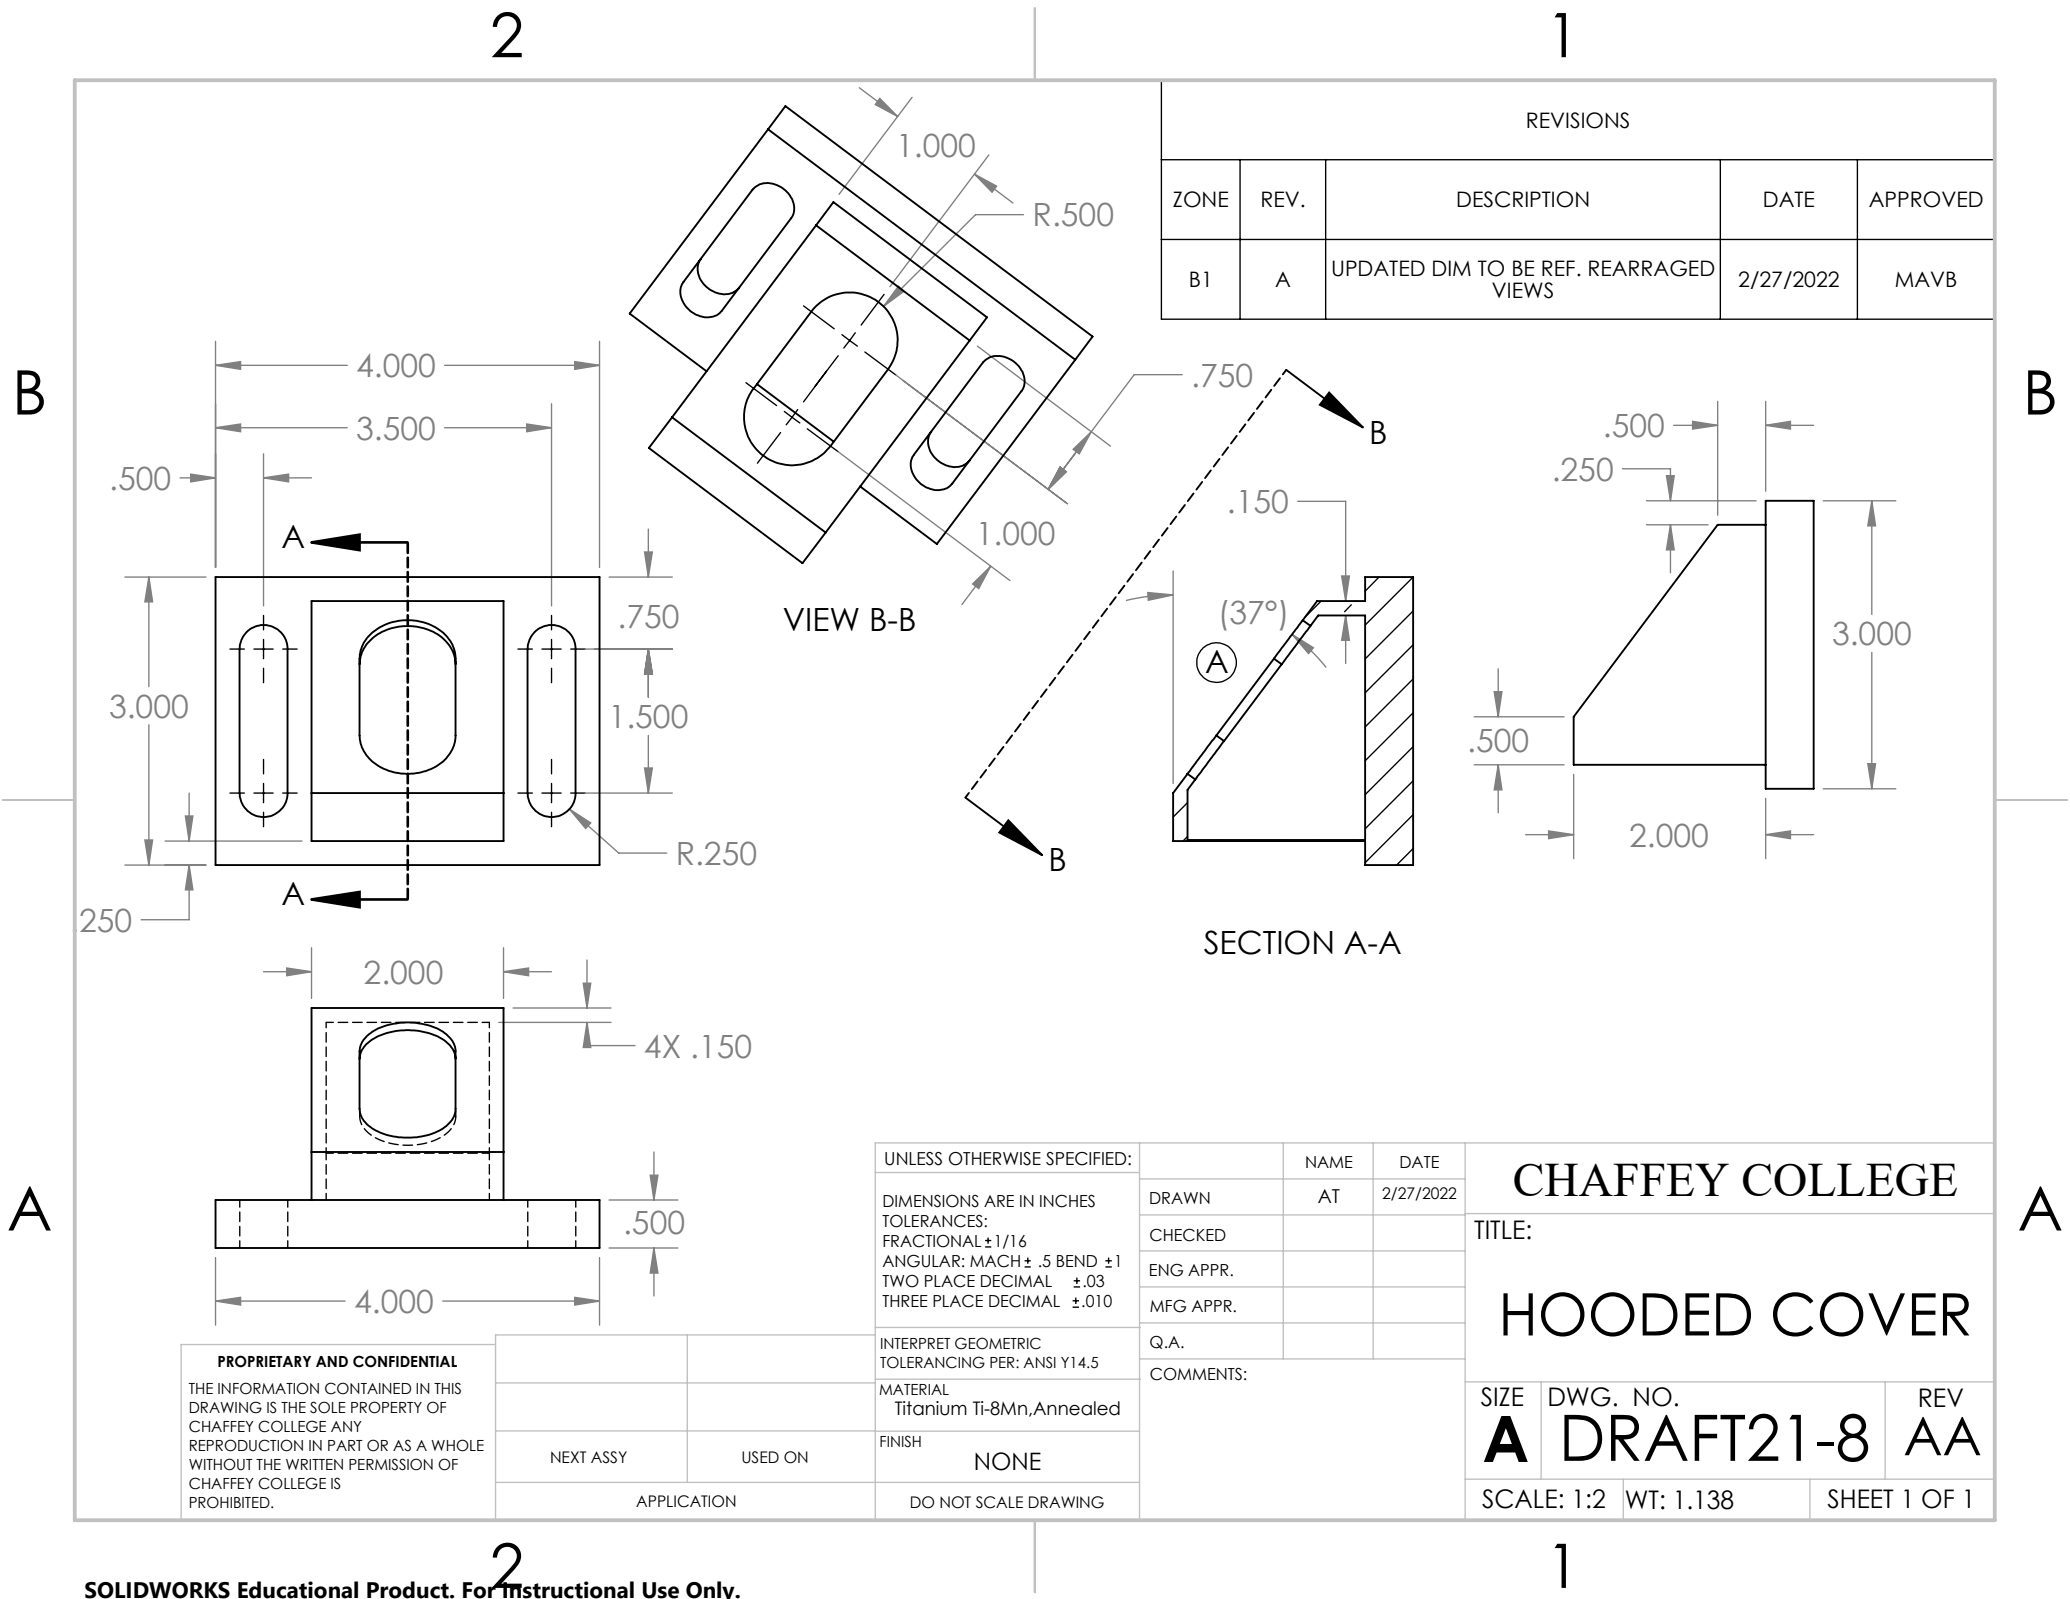 2
1
REVISIONS
ZONE REV. DESCRIPTION DATE APPROVED
B1 A UPDATED DIM TO BE REF. REARRAGED VIEWS 2/27/2022 MAVB
B
B
1.000
R.500
.750
1.000
VIEW B-B
4.000
3.500
.500
A
.750
3.000
1.500
R.250
A
250
B
.150
(37°)
A
B
SECTION A-A
.500
.250
3.000
.500
2.000
2.000
4X .150
.500
4.000
A
A
UNLESS OTHERWISE SPECIFIED:
DIMENSIONS ARE IN INCHES
TOLERANCES:
FRACTIONAL ±1/16
ANGULAR: MACH± .5 BEND ±1
TWO PLACE DECIMAL ±.03
THREE PLACE DECIMAL ±.010
INTERPRET GEOMETRIC
TOLERANCING PER: ANSI Y14.5
MATERIAL
Titanium Ti-8Mn,Annealed
FINISH
NONE
DO NOT SCALE DRAWING
NAME DATE
DRAWN AT 2/27/2022
CHECKED
ENG APPR.
MFG APPR.
Q.A.
COMMENTS:
CHAFFEY COLLEGE
TITLE:
HOODED COVER
SIZE DWG. NO. REV
A DRAFT21-8 AA
SCALE: 1:2 WT: 1.138 SHEET 1 OF 1
PROPRIETARY AND CONFIDENTIAL
THE INFORMATION CONTAINED IN THIS
DRAWING IS THE SOLE PROPERTY OF
CHAFFEY COLLEGE ANY
REPRODUCTION IN PART OR AS A WHOLE
WITHOUT THE WRITTEN PERMISSION OF
CHAFFEY COLLEGE IS
PROHIBITED.
NEXT ASSY USED ON
APPLICATION
2
1
SOLIDWORKS Educational Product. For Instructional Use Only.